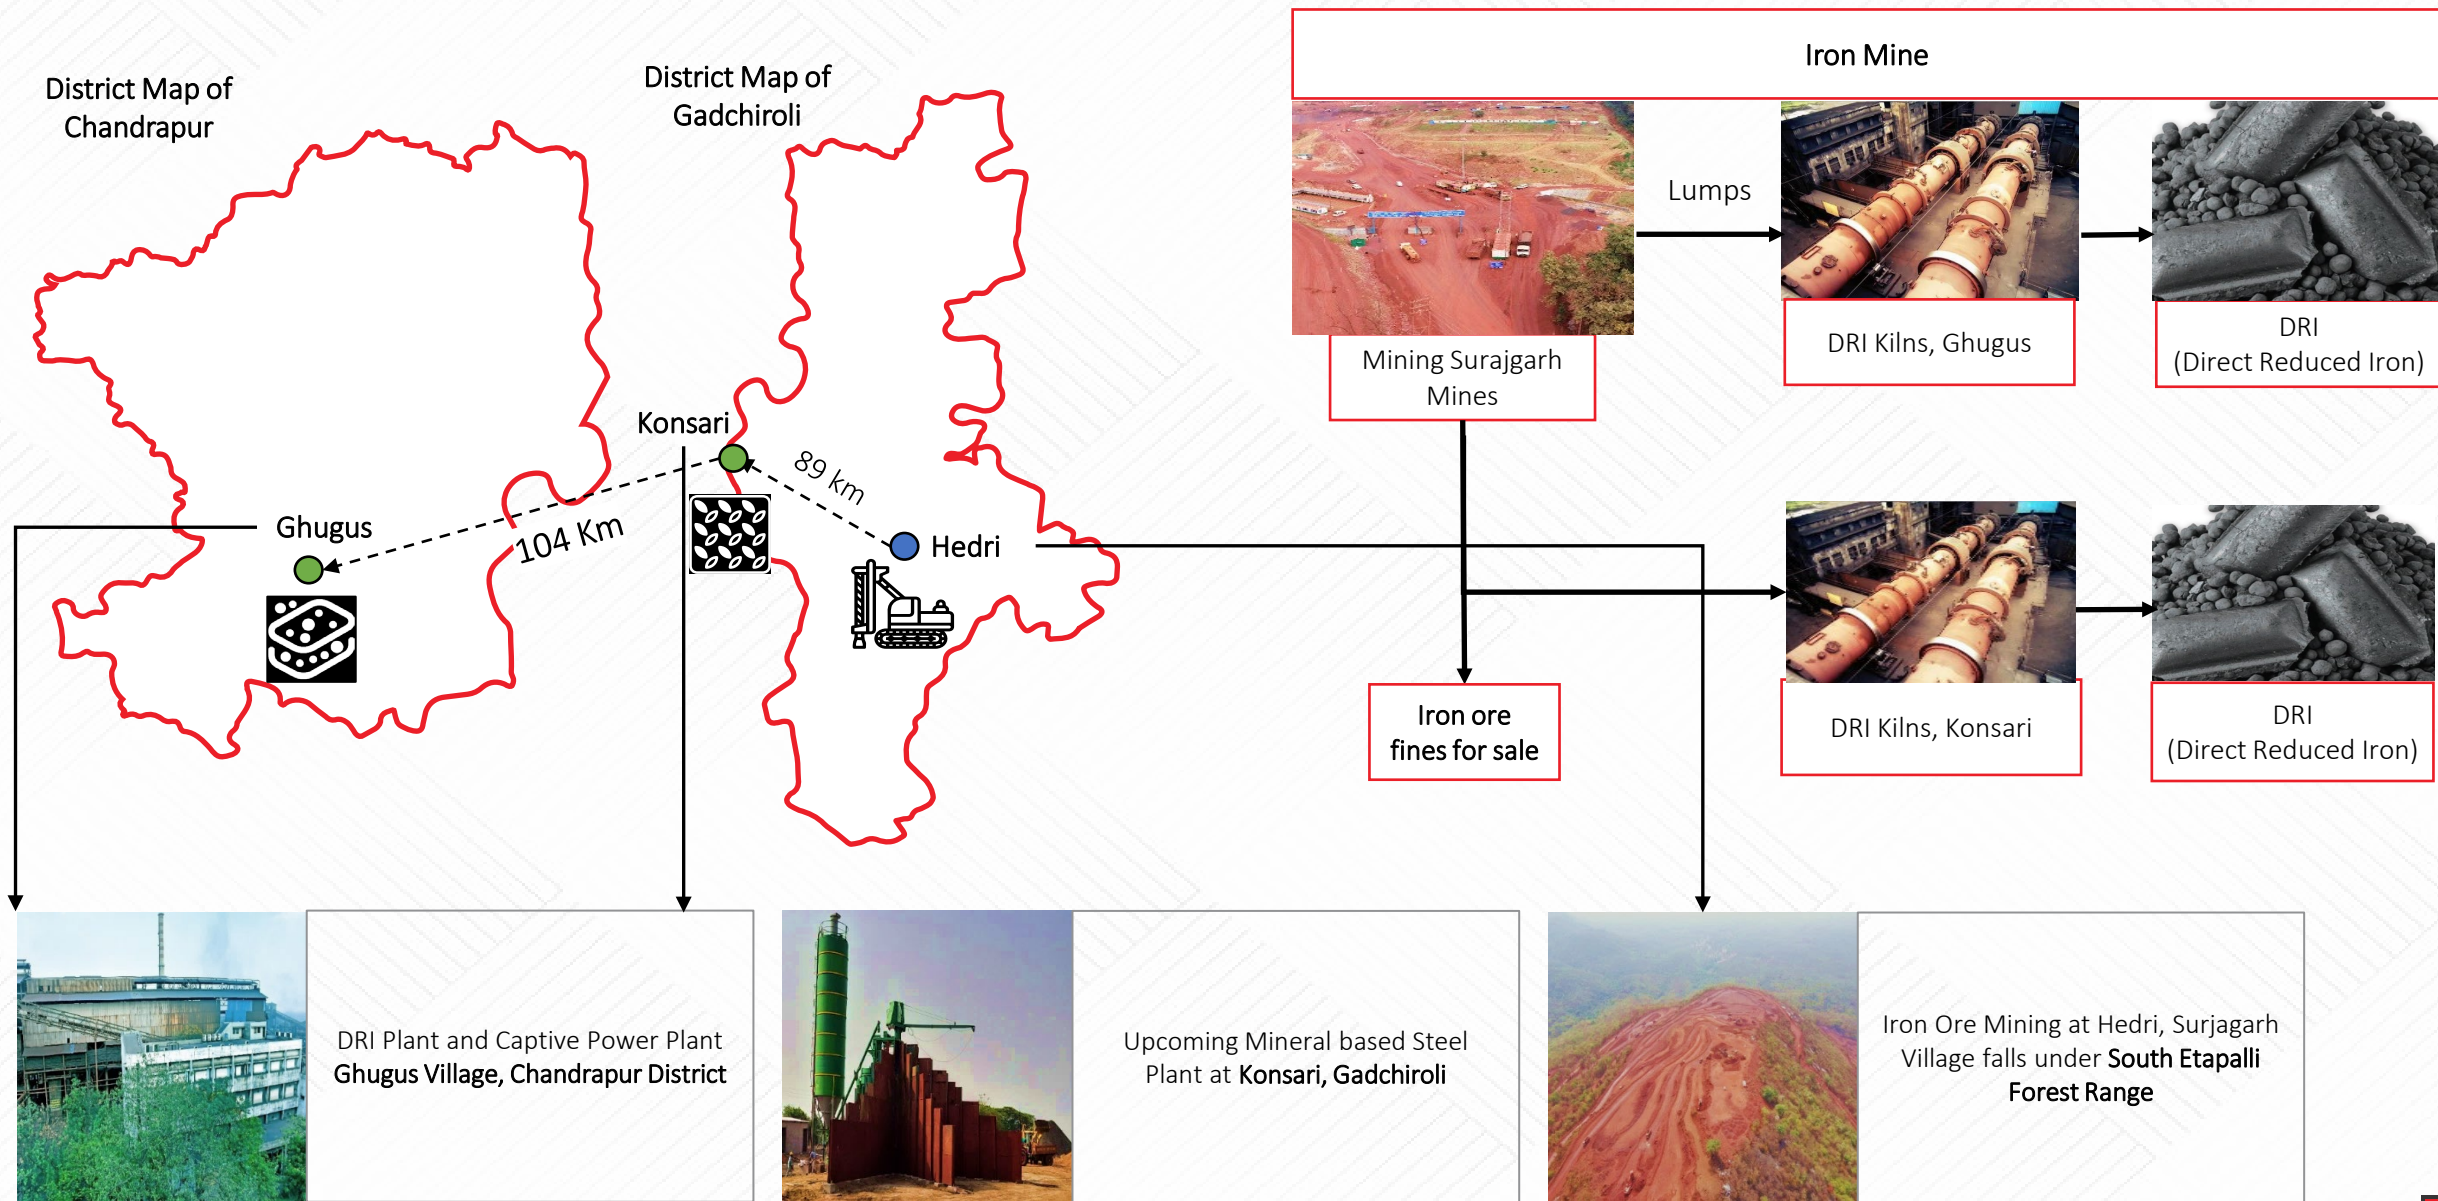 District Map of
Chandrapur
District Map of
Gadchiroli
Iron Mine
Lumps
Mining Surajgarh
Mines
DRI Kilns, Ghugus
DRI
(Direct Reduced Iron)
Konsari
89 km
Ghugus
104 Km
Hedri
Iron ore
fines for sale
DRI Kilns, Konsari
DRI
(Direct Reduced Iron)
DRI Plant and Captive Power Plant
Ghugus Village, Chandrapur District
Upcoming Mineral based Steel
Plant at Konsari, Gadchiroli
Iron Ore Mining at Hedri, Surjagarh
Village falls under South Etapalli
Forest Range